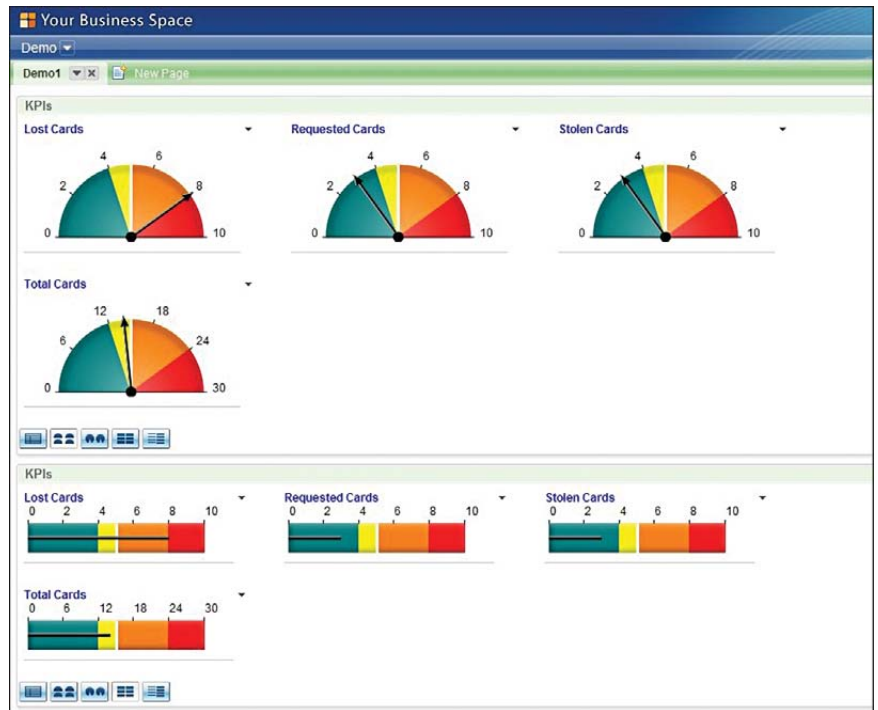 Your Business Space
Demo
Demo1 New Page
KPIs
Lost Cards Requested Cards Stolen Cards
0 2 4 6 8 10 0 2 4 6 8 10 0 2 4 6 8 10
Total Cards
0 6 12 18 24 30
KPIs
Lost Cards Requested Cards Stolen Cards
0 2 4 6 8 10 0 2 4 6 8 10 0 2 4 6 8 10
Total Cards
0 6 12 18 24 30